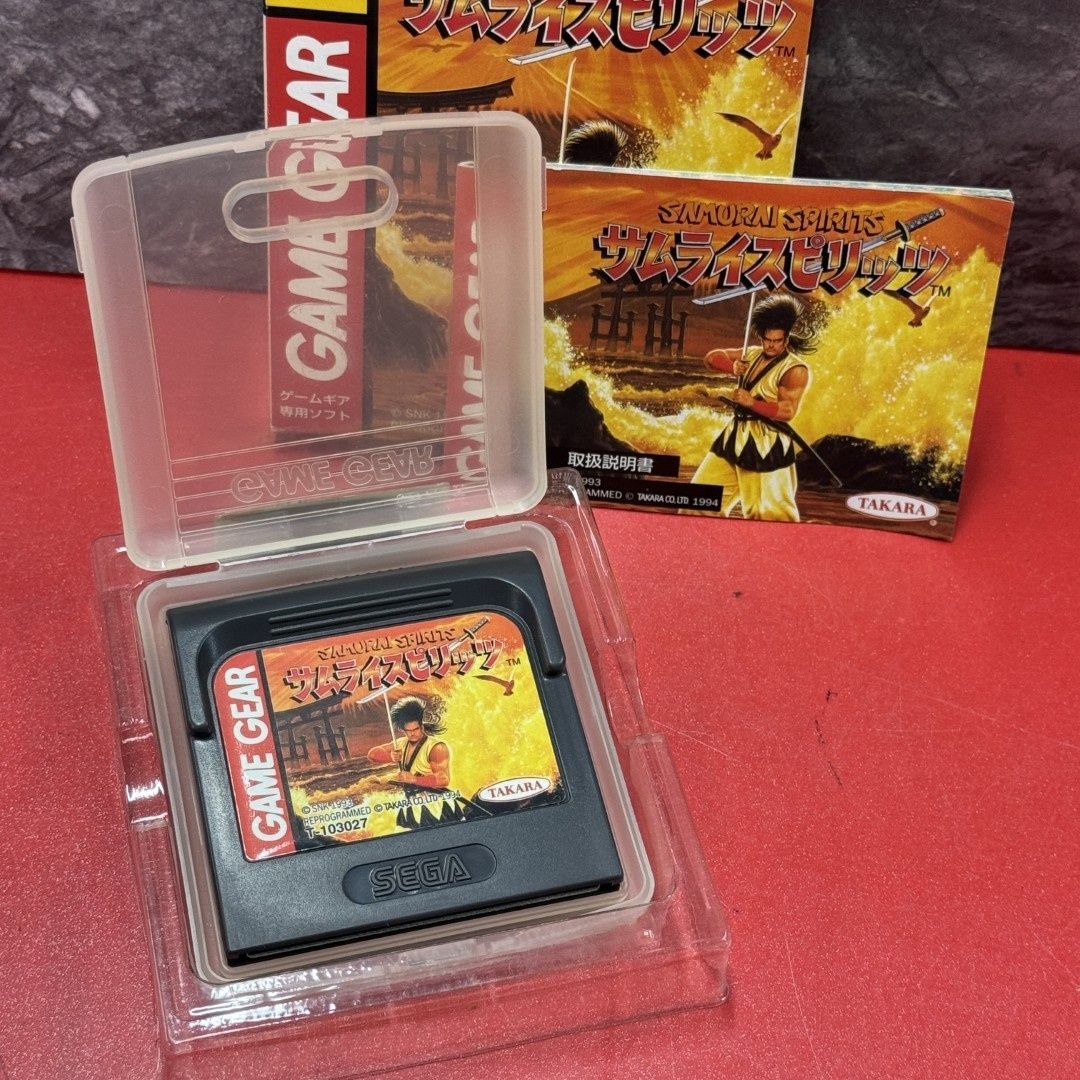 サムライスピリッツ
TM
GAME GEAR
ゲームギア
専用ソフト
© SNK 1
GAME GEAR
GAME GEAR
SAMURAI SPIRITS
サムライスピリッツ
TM
取扱説明書
1993
AMMED © TAKARA CO.,LTD. 1994
TAKARA
GAME GEAR
SAMURAI SPIRITS
サムライスピリッツ
TM
© SNK 1993
REPROGRAMMED © TAKARA CO.,LTD. 1994
T-103027
TAKARA
SEGA